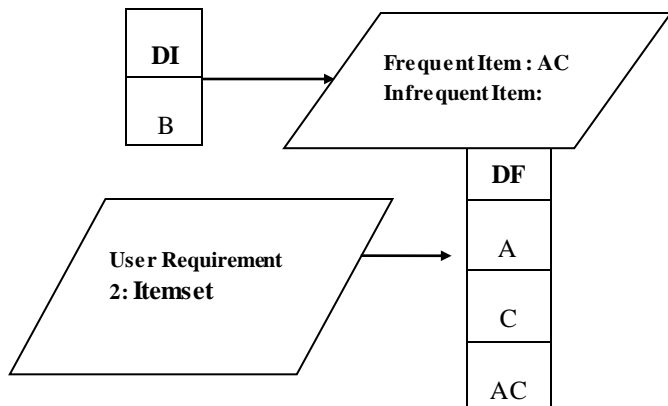 DI
B
Frequent Item : AC
Infrequent Item:
DF
A
C
AC
User Requirement
2: Itemset